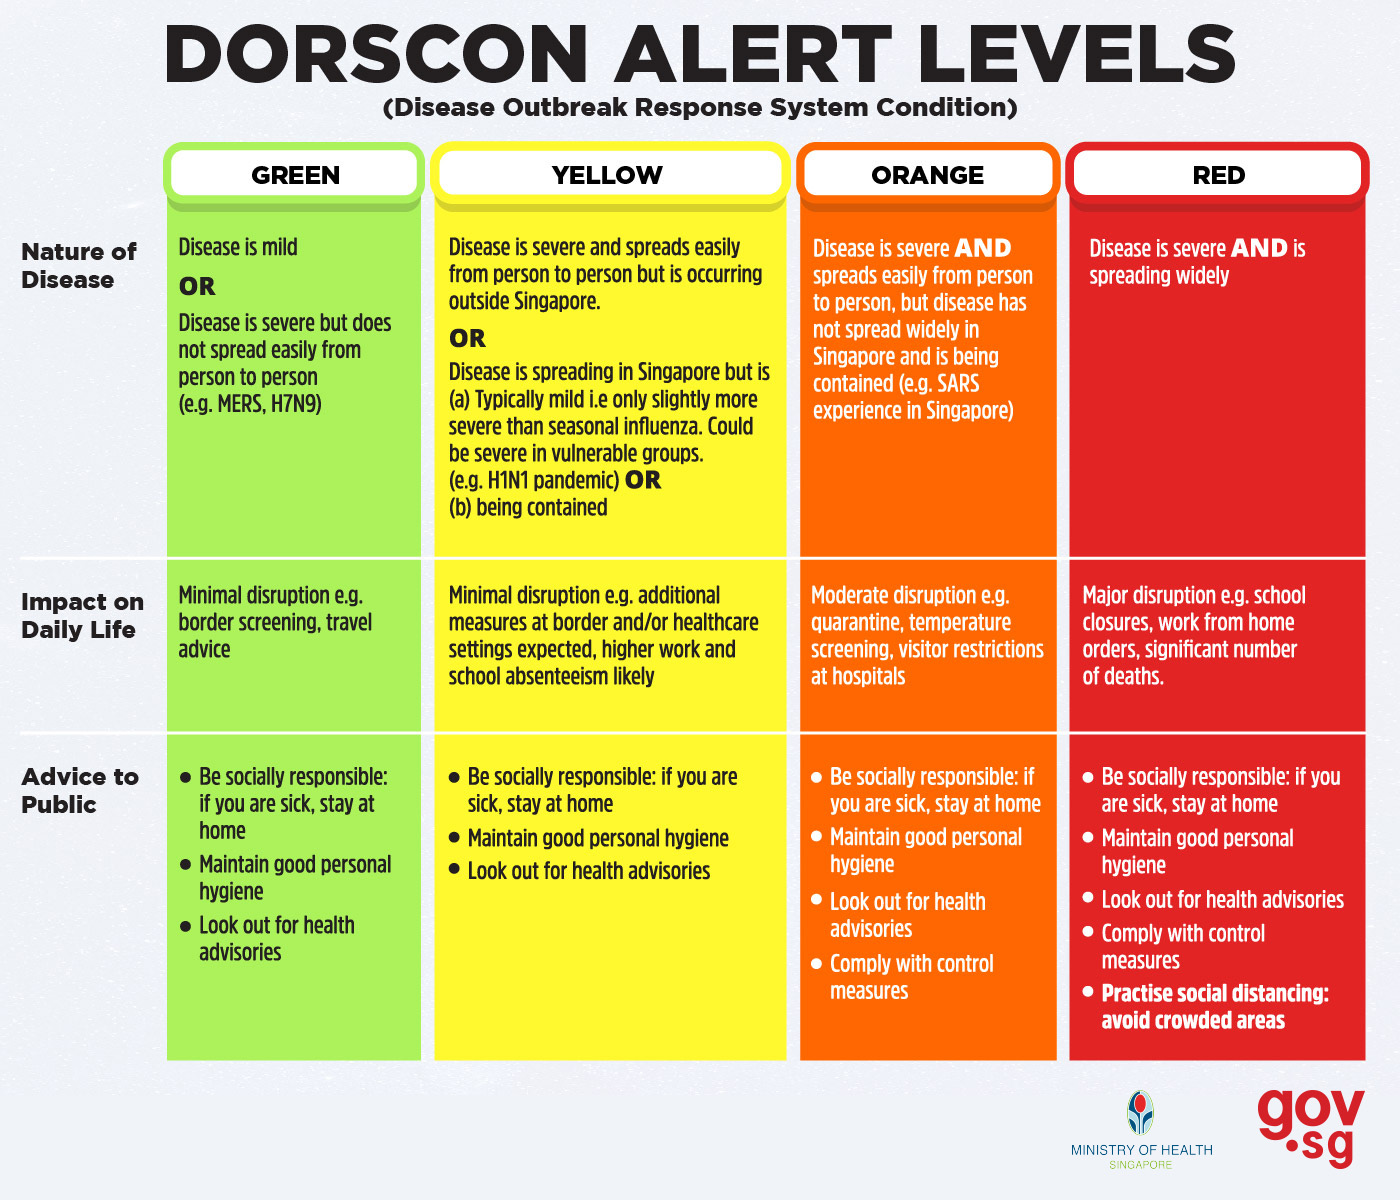 DORSCON ALERT LEVELS
(Disease Outbreak Response System Condition)
GREEN
YELLOW
ORANGE
RED
Nature of
Disease
Disease is mild
OR
Disease is severe but does
not spread easily from
person to person
(e.g. MERS, H7N9)
Disease is severe and spreads easily
from person to person but is occurring
outside Singapore.
OR
Disease is spreading in Singapore but is
(a) Typically mild i.e only slightly more
severe than seasonal influenza. Could
be severe in vulnerable groups.
(e.g. H1N1 pandemic) OR
(b) being contained
Disease is severe AND
spreads easily from person
to person, but disease has
not spread widely in
Singapore and is being
contained (e.g. SARS
experience in Singapore)
Disease is severe AND is
spreading widely
Impact on
Daily Life
Minimal disruption e.g.
border screening, travel
advice
Minimal disruption e.g. additional
measures at border and/or healthcare
settings expected, higher work and
school absenteeism likely
Moderate disruption e.g.
quarantine, temperature
screening, visitor restrictions
at hospitals
Major disruption e.g. school
closures, work from home
orders, significant number
of deaths.
Advice to
Public
• Be socially responsible:
if you are sick, stay at
home
• Maintain good personal
hygiene
• Look out for health
advisories
• Be socially responsible: if you are
sick, stay at home
• Maintain good personal hygiene
• Look out for health advisories
• Be socially responsible: if
you are sick, stay at home
• Maintain good personal
hygiene
• Look out for health
advisories
• Comply with control
measures
• Be socially responsible: if you
are sick, stay at home
• Maintain good personal
hygiene
• Look out for health advisories
• Comply with control
measures
• Practise social distancing:
avoid crowded areas
MINISTRY OF HEALTH
SINGAPORE
gov
.sg